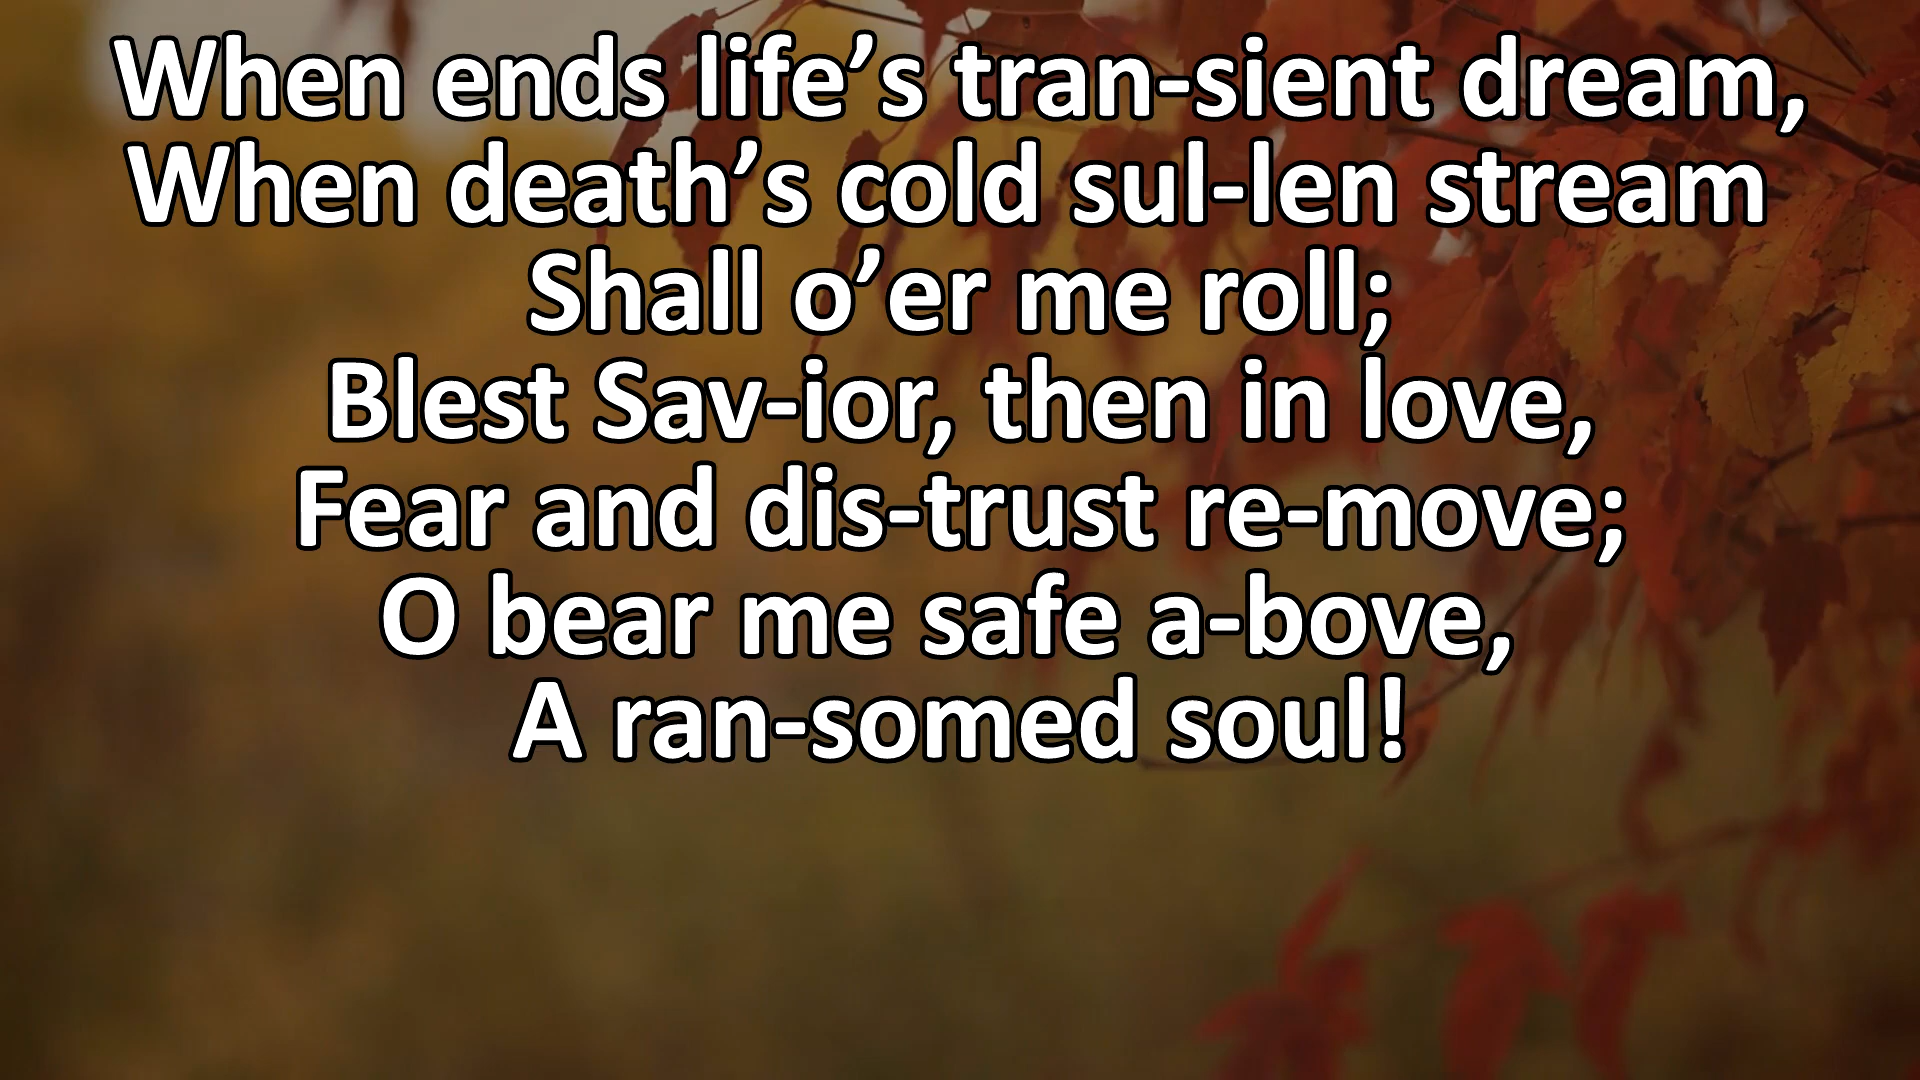 When ends life’s tran-sient dream,
When death’s cold sul-len stream
Shall o’er me roll;
Blest Sav-ior, then in love,
Fear and dis-trust re-move;
O bear me safe a-bove,
A ran-somed soul!